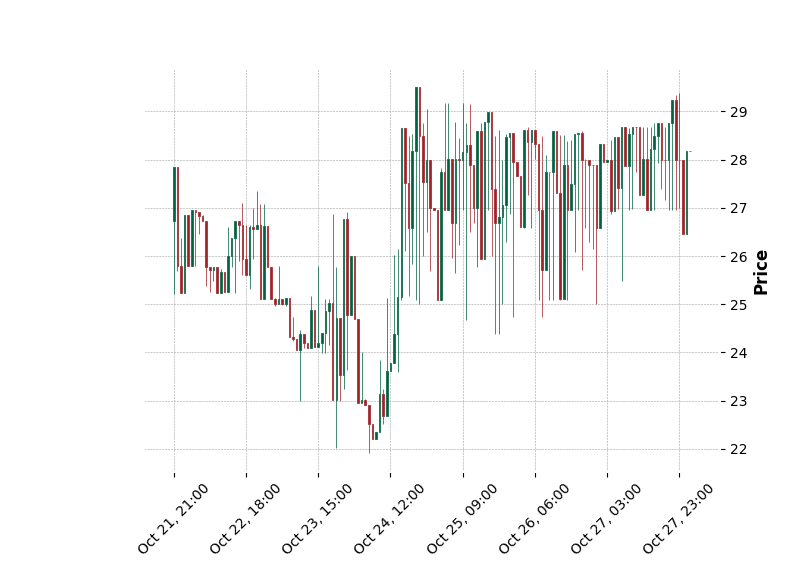 29
28
27
26
25
24
23
22
Price
Oct 21, 21:00
Oct 22, 18:00
Oct 23, 15:00
Oct 24, 12:00
Oct 25, 09:00
Oct 26, 06:00
Oct 27, 03:00
Oct 27, 23:00